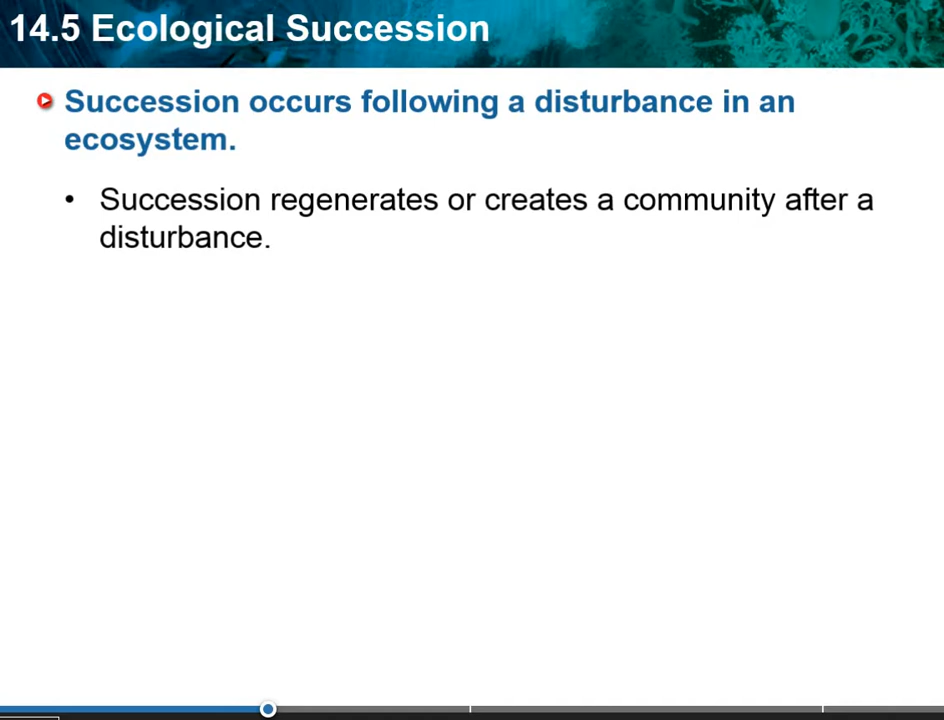 14.5 Ecological Succession
Succession occurs following a disturbance in an
ecosystem.
• Succession regenerates or creates a community after a
disturbance.